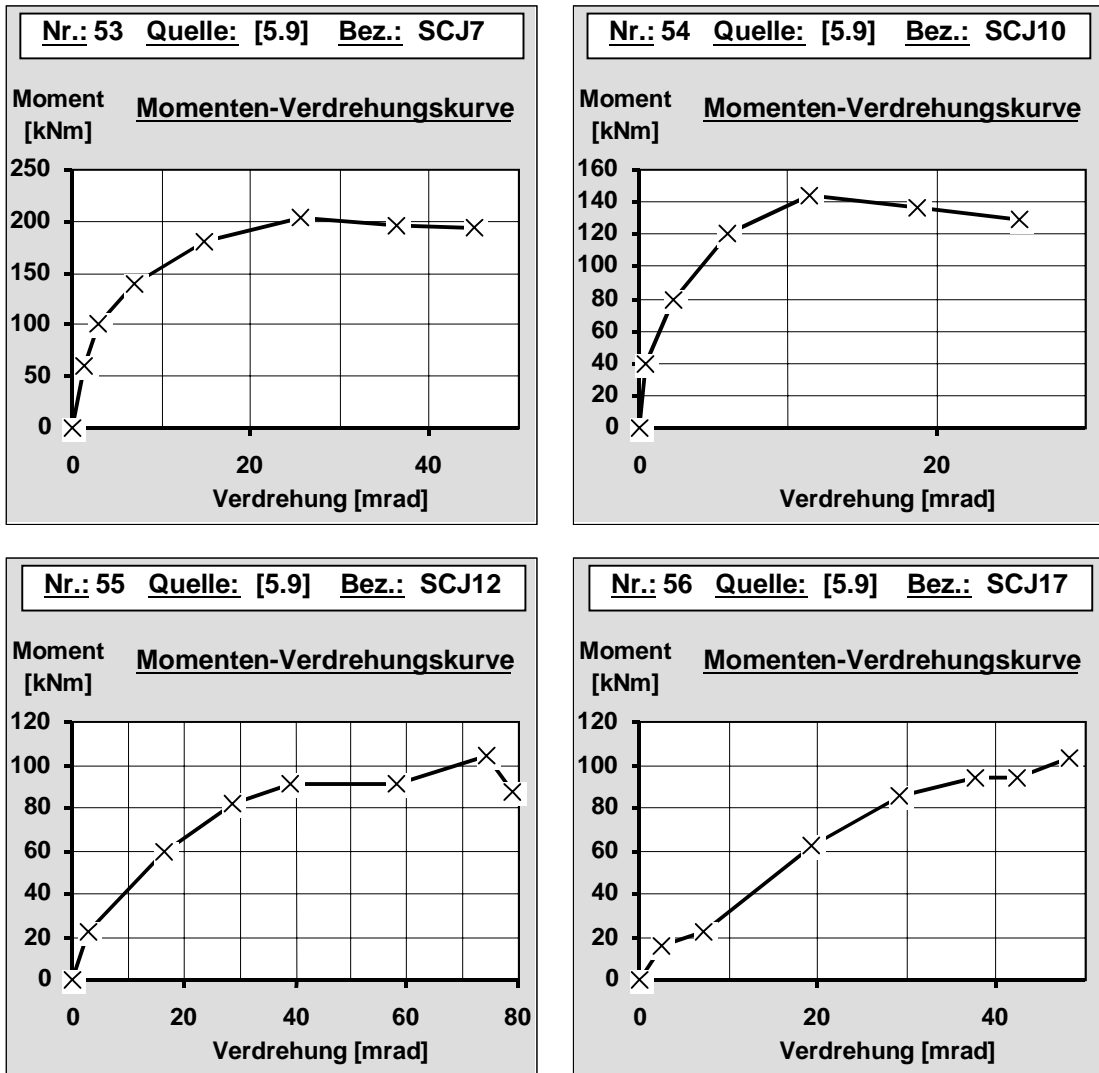 Nr.: 53 Quelle: [5.9] Bez.: SCJ7
Moment
[kNm]
Momenten-Verdrehungskurve
250
200
150
100
50
0
0 20 40
Verdrehung [mrad]
Nr.: 54 Quelle: [5.9] Bez.: SCJ10
Moment
[kNm]
Momenten-Verdrehungskurve
160
140
120
100
80
60
40
20
0
0 20
Verdrehung [mrad]
Nr.: 55 Quelle: [5.9] Bez.: SCJ12
Moment
[kNm]
Momenten-Verdrehungskurve
120
100
80
60
40
20
0
0 20 40 60 80
Verdrehung [mrad]
Nr.: 56 Quelle: [5.9] Bez.: SCJ17
Moment
[kNm]
Momenten-Verdrehungskurve
120
100
80
60
40
20
0
0 20 40
Verdrehung [mrad]